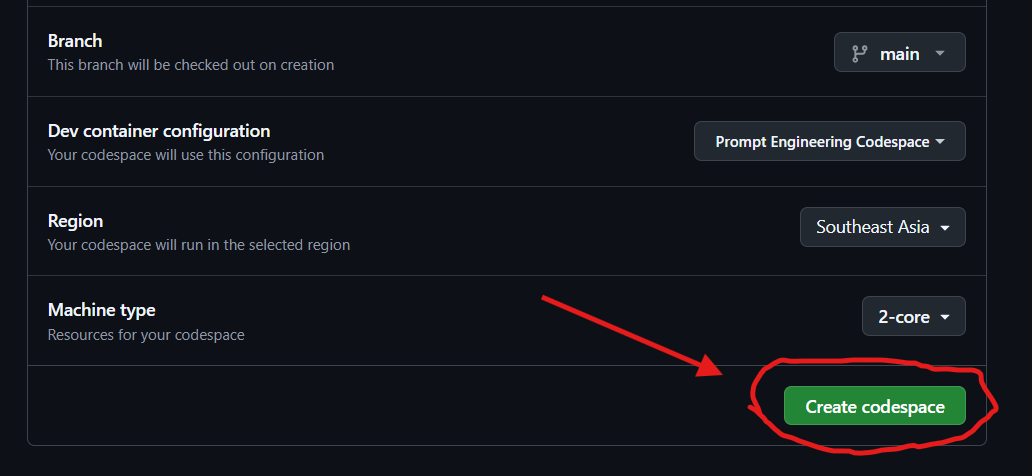 Branch
This branch will be checked out on creation
main
Dev container configuration
Your codespace will use this configuration
Prompt Engineering Codespace
Region
Your codespace will run in the selected region
Southeast Asia
Machine type
Resources for your codespace
2-core
Create codespace